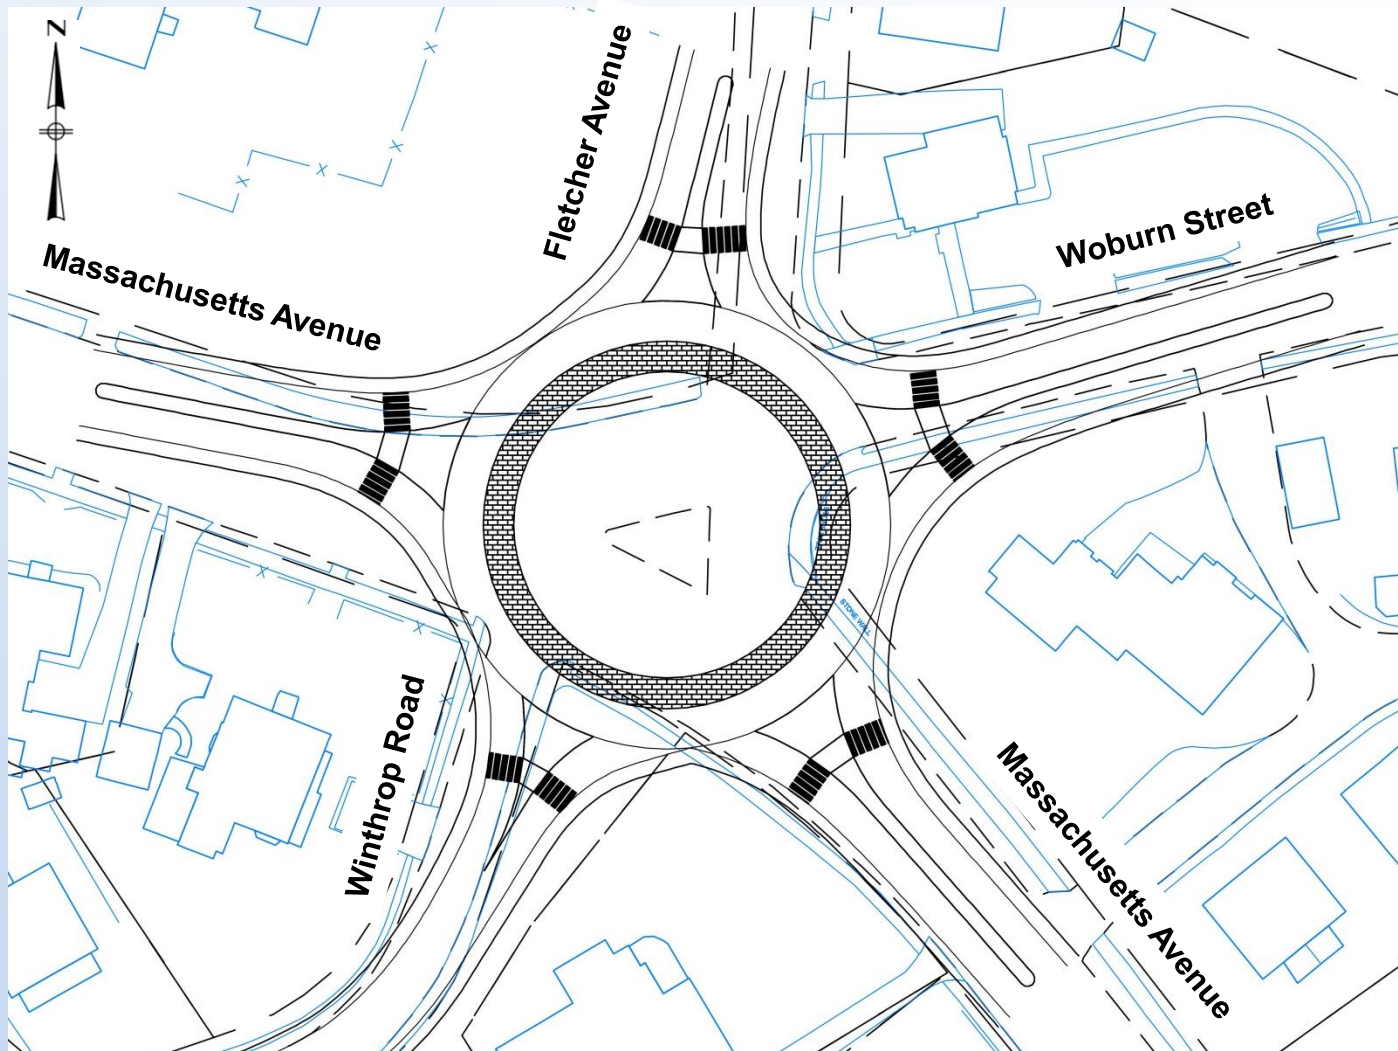 N
Fletcher Avenue
Massachusetts Avenue
Woburn Street
STONE WALL
Winthrop Road
Massachusetts Avenue